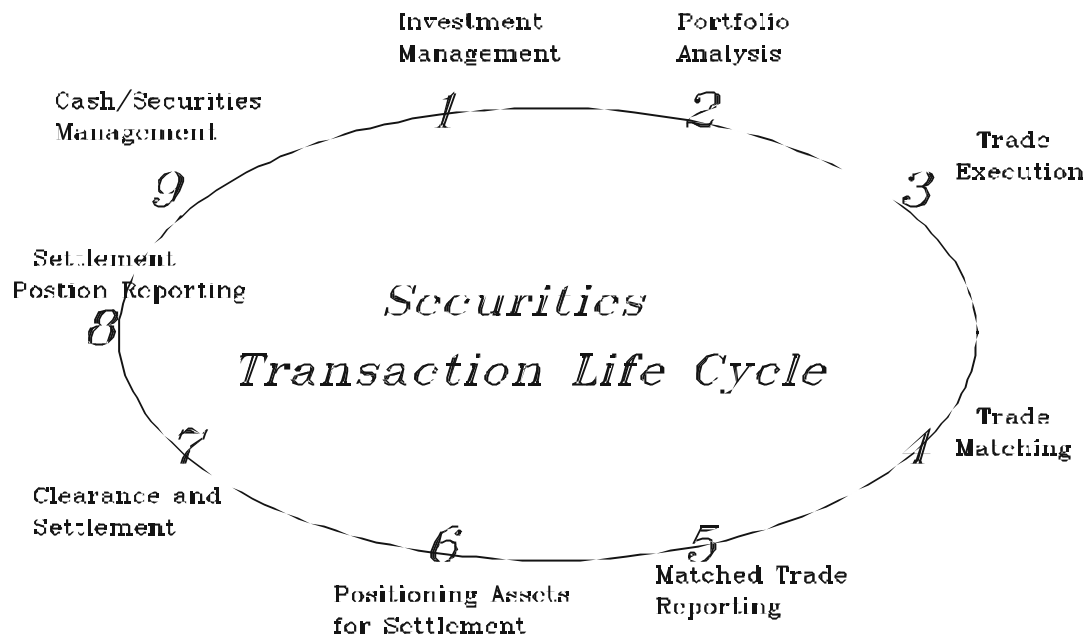 Investment
Management
1
Portfolio
Analysis
2
Trade
Execution
3
Trade
Matching
4
Matched Trade
Reporting
5
Positioning Assets
for Settlement
6
Clearance and
Settlement
7
Settlement
Postion Reporting
8
Cash/Securities
Management
9
Securities
Transaction Life Cycle